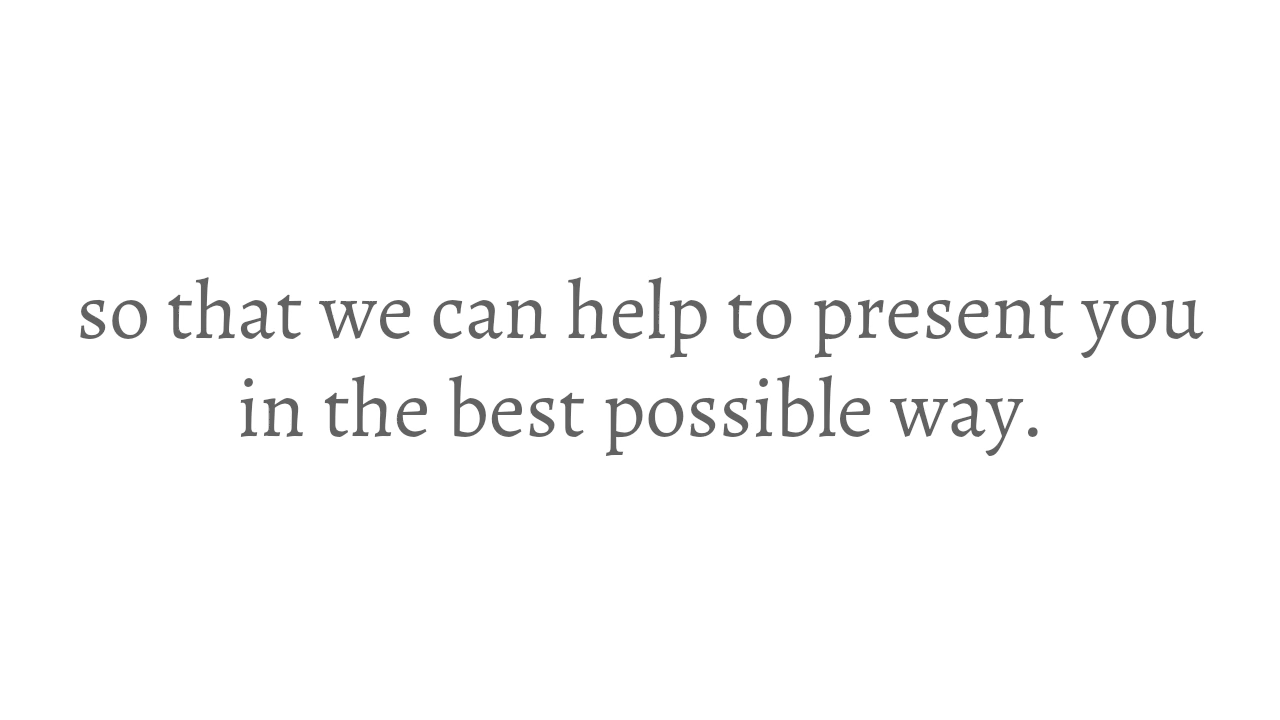 so that we can help to present you
in the best possible way.